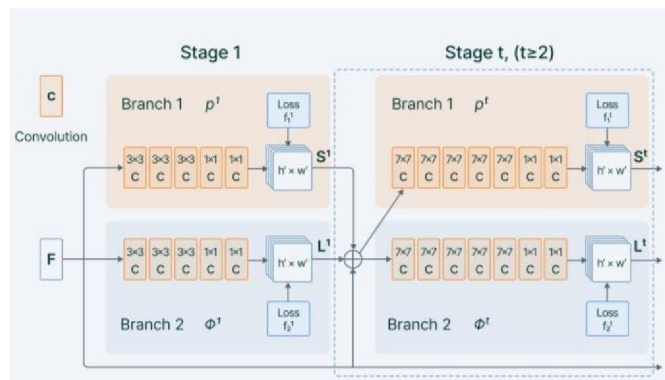 Stage 1
Stage t, (t≥2)
C
Convolution
Branch 1 ρ¹
Loss
f₁¹
3×3 C 3×3 C 3×3 C 1×1 C 1×1 C
h' × w'
S¹
Branch 1 ρᵗ
Loss
f₁ᵗ
7×7 C 7×7 C 7×7 C 7×7 C 7×7 C 1×1 C 1×1 C
h' × w'
Sᵗ
F
3×3 C 3×3 C 3×3 C 1×1 C 1×1 C
h' × w'
L¹
Branch 2 Φ¹
Loss
f₂¹
7×7 C 7×7 C 7×7 C 7×7 C 7×7 C 1×1 C 1×1 C
h' × w'
Lᵗ
Branch 2 Φᵗ
Loss
f₂ᵗ